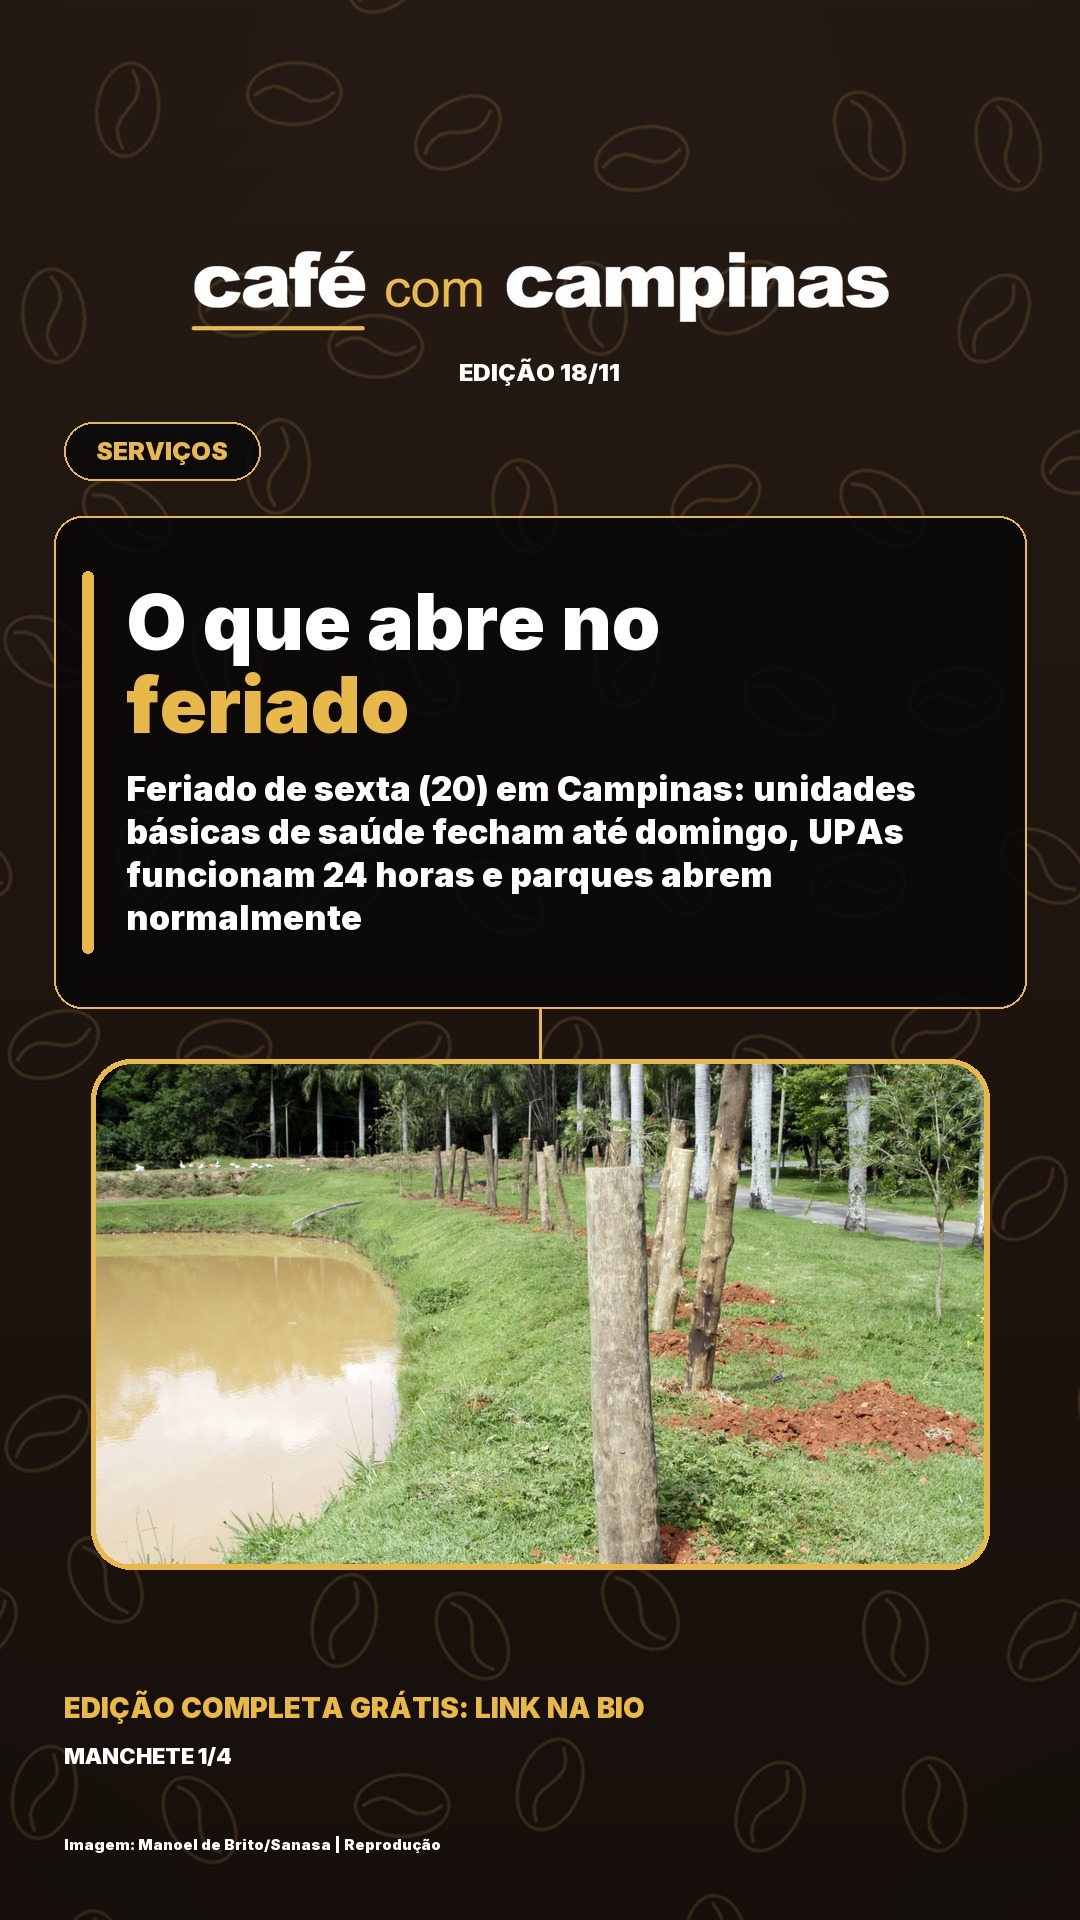 café com campinas
EDIÇÃO 18/11
SERVIÇOS
O que abre no
feriado
Feriado de sexta (20) em Campinas: unidades
básicas de saúde fecham até domingo, UPAs
funcionam 24 horas e parques abrem
normalmente
EDIÇÃO COMPLETA GRÁTIS: LINK NA BIO
MANCHETE 1/4
Imagem: Manoel de Brito/Sanasa | Reprodução